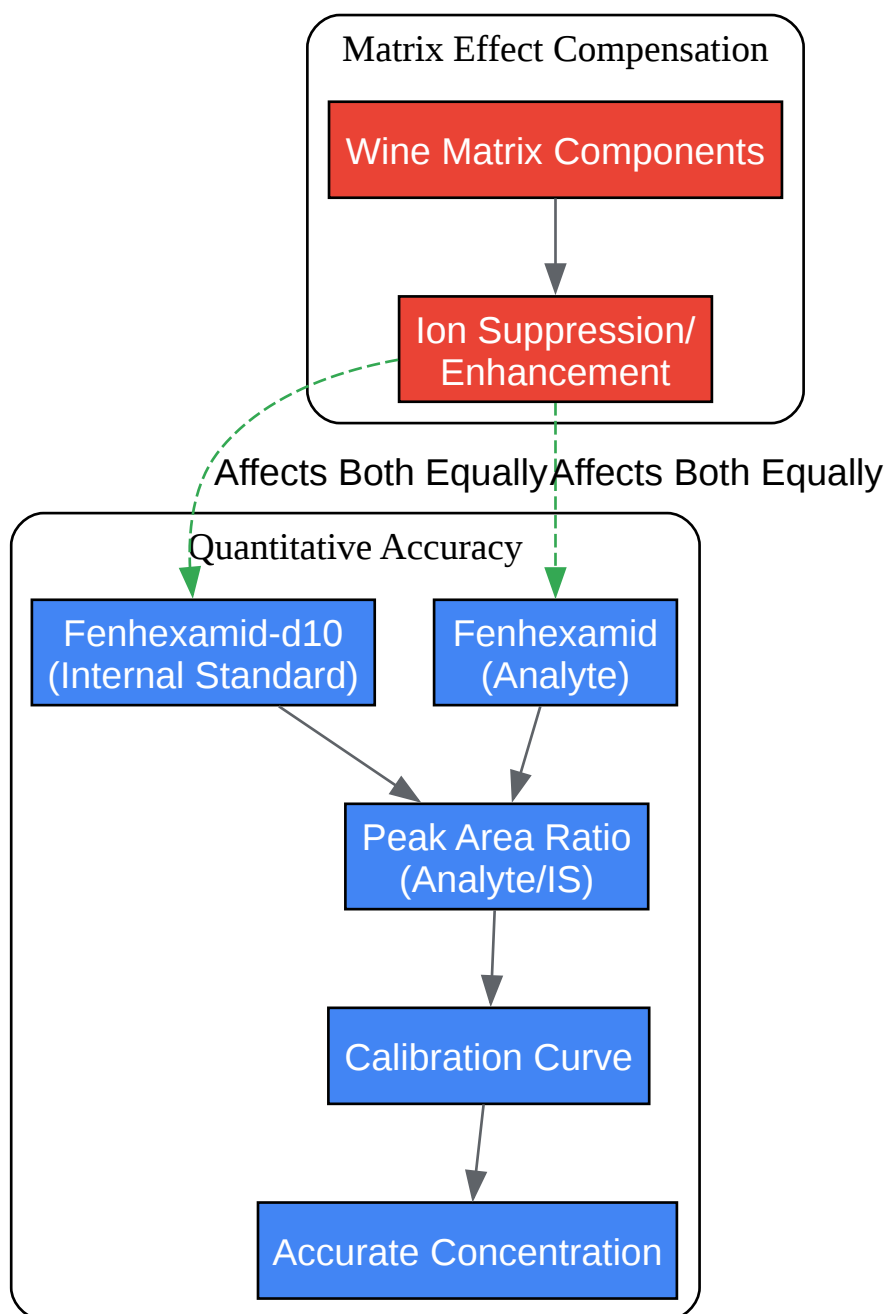 Matrix Effect Compensation
Wine Matrix Components
Ion Suppression/
Enhancement
Affects Both Equally
Affects Both Equally
Quantitative Accuracy
Fenhexamid-d10
(Internal Standard)
Fenhexamid
(Analyte)
Peak Area Ratio
(Analyte/IS)
Calibration Curve
Accurate Concentration